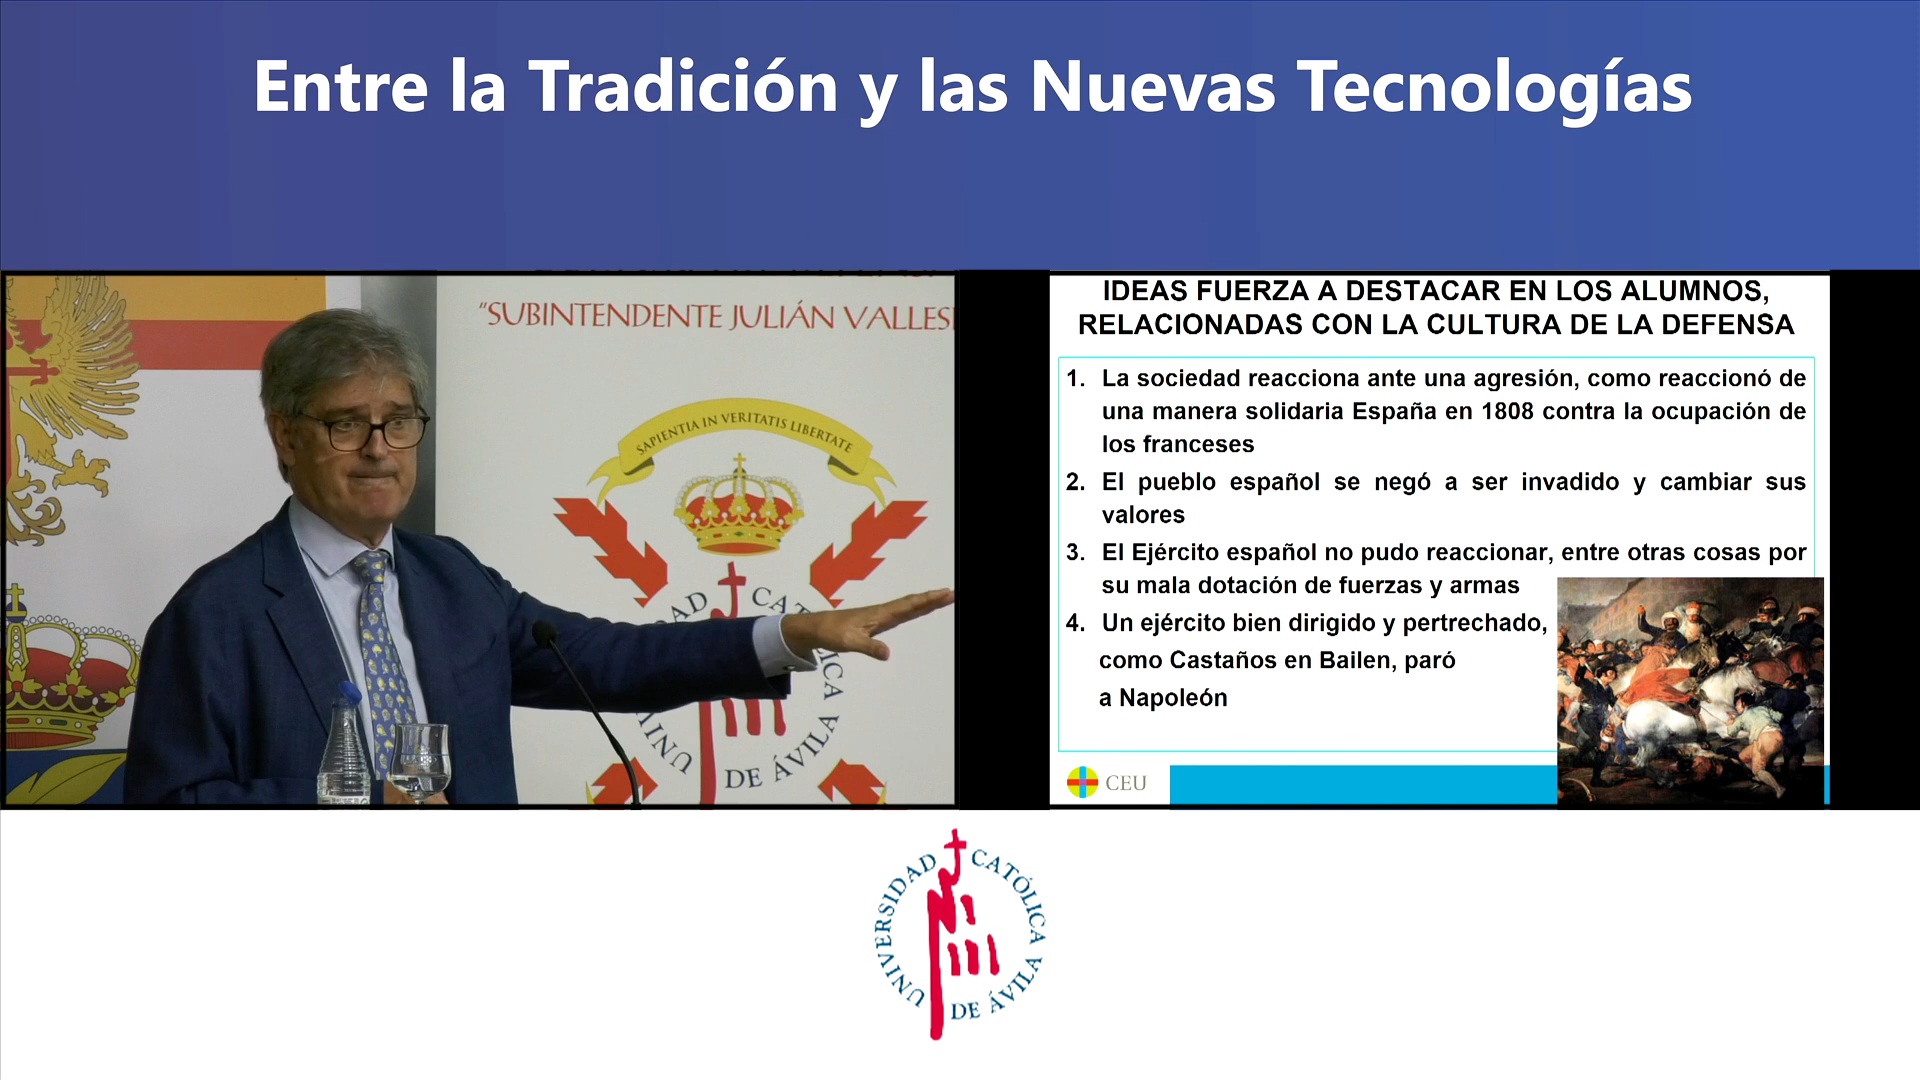 Entre la Tradición y las Nuevas Tecnologías
"SUBINTENDENTE JULIÁN
SAPIENTIA IN VERITATIS LIBERTATE
DE ÁVILA
IDEAS FUERZA A DESTACAR EN LOS ALUMNOS,
RELACIONADAS CON LA CULTURA DE LA DEFENSA
1. La sociedad reacciona ante una agresión, como reaccionó de
una manera solidaria España en 1808 contra la ocupación de
los franceses
2. El pueblo español se negó a ser invadido y cambiar sus
valores
3. El Ejército español no pudo reaccionar, entre otras cosas por
su mala dotación de fuerzas y armas
4. Un ejército bien dirigido y pertrechado,
como Castaños en Bailen, paró
a Napoleón
CEU
UNIVERSIDAD CATÓLICA DE ÁVILA